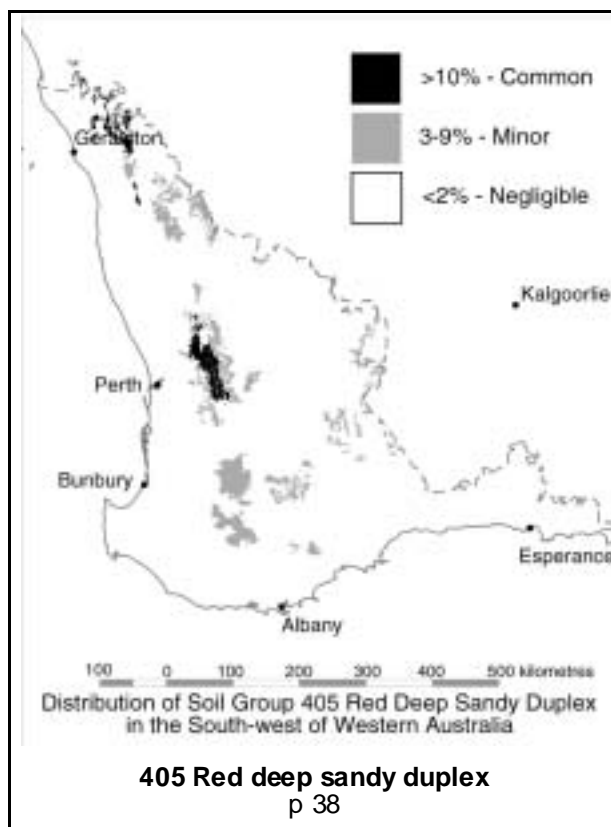 >10% - Common
3-9% - Minor
<2% - Negligible
Geraldton
Kalgoorlie
Perth
Bunbury
Esperance
Albany
100 0 100 200 300 400 500 kilometres
Distribution of Soil Group 405 Red Deep Sandy Duplex
in the South-west of Western Australia
405 Red deep sandy duplex
p 38